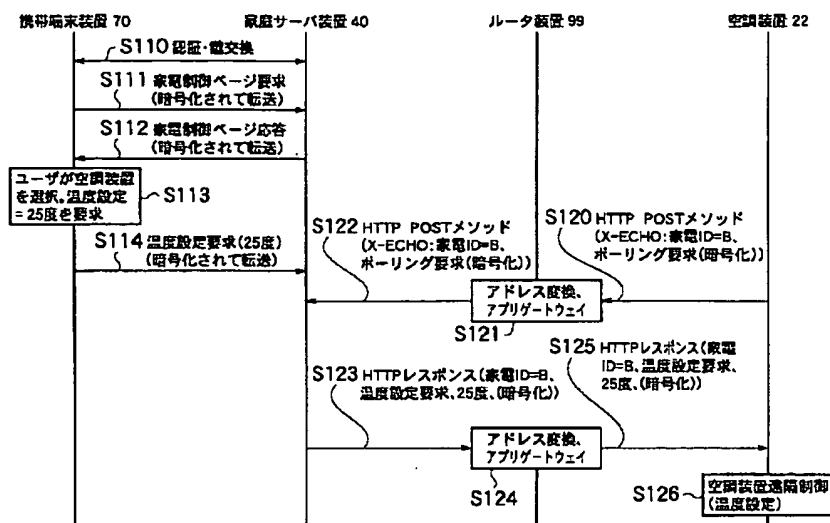 携帯端末装置 70
家庭サーバ装置 40
ルータ装置 99
空調装置 22
S110 認証・鍵交換
S111 家電制御ページ要求
(暗号化されて転送)
S112 家電制御ページ応答
(暗号化されて転送)
ユーザが空調装置
を選択。温度設定
=25度を要求
S113
S114 温度設定要求(25度)
(暗号化されて転送)
S122 HTTP POSTメソッド
(X-ECHO:家電ID=B、
ポーリング要求(暗号化))
S120 HTTP POSTメソッド
(X-ECHO:家電ID=B、
ポーリング要求(暗号化))
アドレス変換、
アプリゲートウェイ
S121
S123 HTTPレスポンス(家電ID=B、
温度設定要求、25度、(暗号化))
S125 HTTPレスポンス(家電
ID=B、温度設定要求、
25度、(暗号化))
アドレス変換、
アプリゲートウェイ
S124
S126
空調装置遠隔制御
(温度設定)